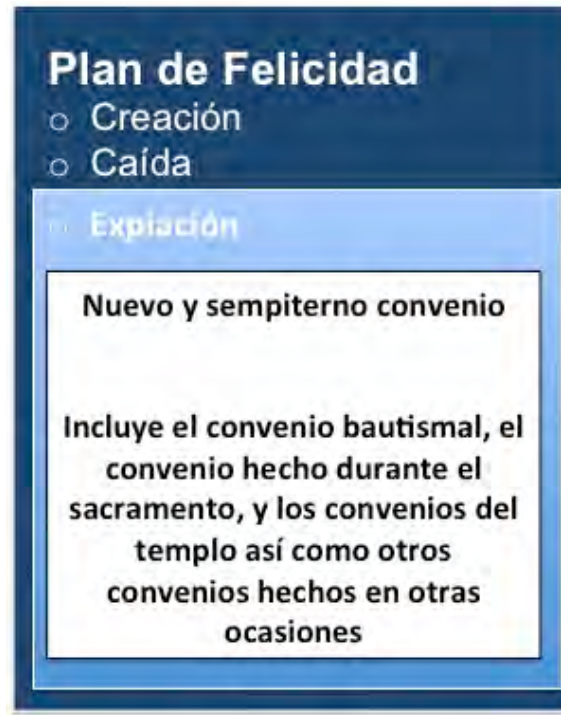 Plan de Felicidad
o Creación
o Caída
o Expiación
Nuevo y sempiterno convenio
Incluye el convenio bautismal, el
convenio hecho durante el
sacramento, y los convenios del
templo así como otros
convenios hechos en otras
ocasiones